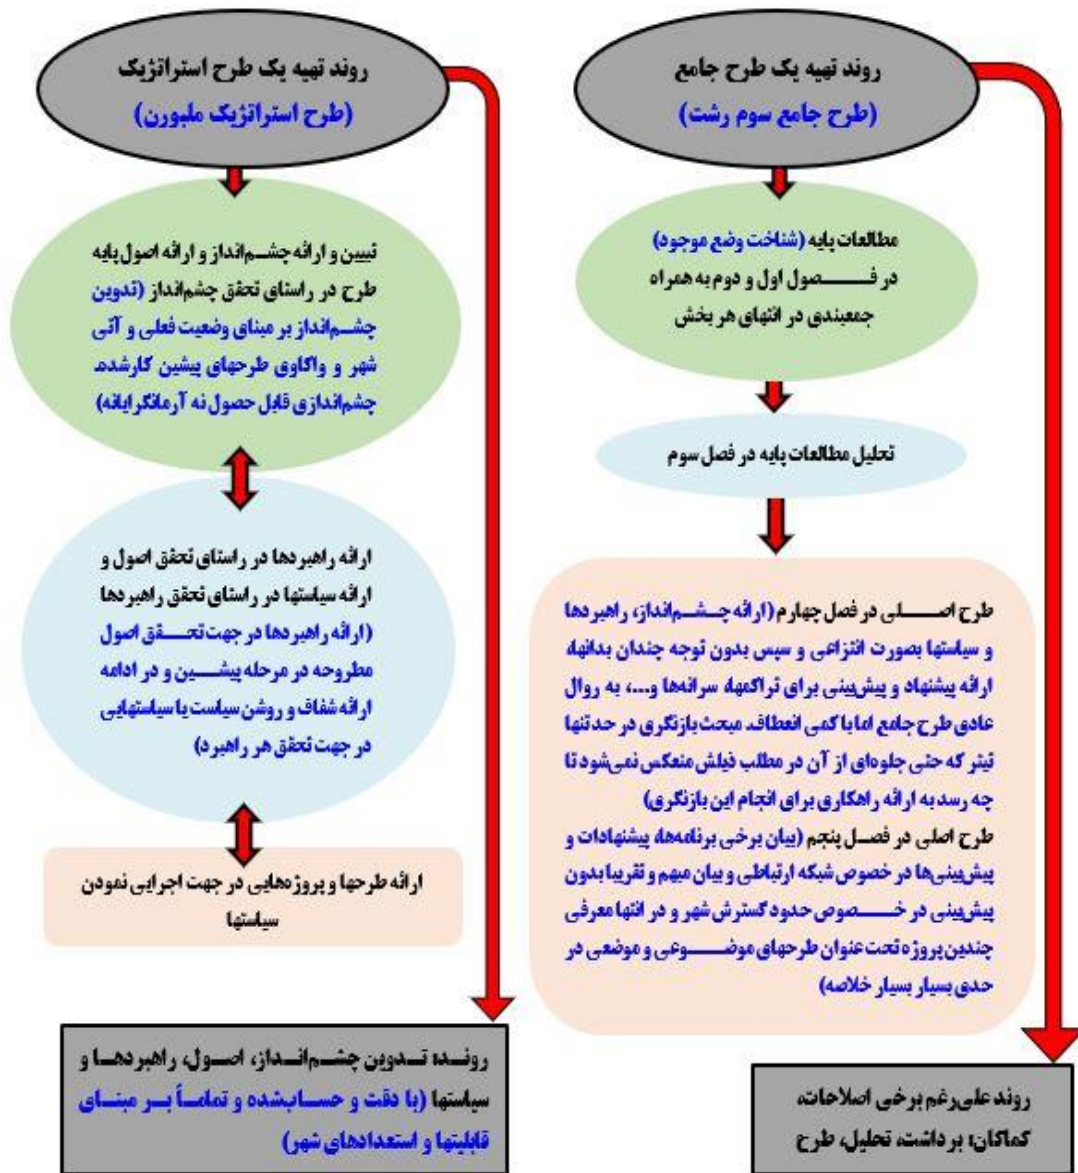 روند تهیه یک طرح جامع
(طرح جامع سوم رشت)
مطالعات پایه (شناخت وضع موجود)
در فصول اول و دوم به همراه
جمعبندی در انتهای هر بخش
تحلیل مطالعات پایه در فصل سوم
طرح اصلی در فصل چهارم (ارائه چشم‌انداز، راهبردها
و سیاستها بصورت انتزاعی و سپس بدون توجه چندان بدانها،
ارائه پیشنهاد و پیش‌بینی برای تراکمها، سرانه‌ها و...، به روال
عادی طرح جامع اما با کمی انعطاف. مبحث بازنگری در حد تنها
تیتر که حتی جلوه‌ای از آن در مطلب ذیلش منعکس نمی‌شود تا
چه رسد به ارائه راهکاری برای انجام این بازنگری)
طرح اصلی در فصل پنجم (بیان برخی برنامه‌ها، پیشنهادات و
پیش‌بینی‌ها در خصوص شبکه ارتباطی و بیان مبهم و تقریبا بدون
پیش‌بینی در خصوص حدود گسترش شهر و در انتها معرفی
چندین پروژه تحت عنوان طرحهای موضوعی و موضعی در
حدی بسیار بسیار خلاصه)
روند علی‌رغم برخی اصلاحات،
کماکان: برداشت، تحلیل، طرح
روند تهیه یک طرح استراتژیک
(طرح استراتژیک ملبورن)
تبیین و ارائه چشم‌انداز و ارائه اصول پایه
طرح در راستای تحقق چشم‌انداز (تدوین
چشم‌انداز بر مبنای وضعیت فعلی و آتی
شهر و واکاوی طرحهای پیشین کارشده.
چشم‌اندازی قابل حصول نه آرمانگرایانه)
ارائه راهبردها در راستای تحقق اصول و
ارائه سیاستها در راستای تحقق راهبردها
(ارائه راهبردها در جهت تحقق اصول
مطروحه در مرحله پیشین و در ادامه
ارائه شفاف و روشن سیاست یا سیاستهایی
در جهت تحقق هر راهبرد)
ارائه طرحها و پروژه‌هایی در جهت اجرایی نمودن
سیاستها
روند: تدوین چشم‌انداز، اصول، راهبردها و
سیاستها (با دقت و حساب‌شده و تماماً بر مبنای
قابلیتها و استعدادهای شهر)